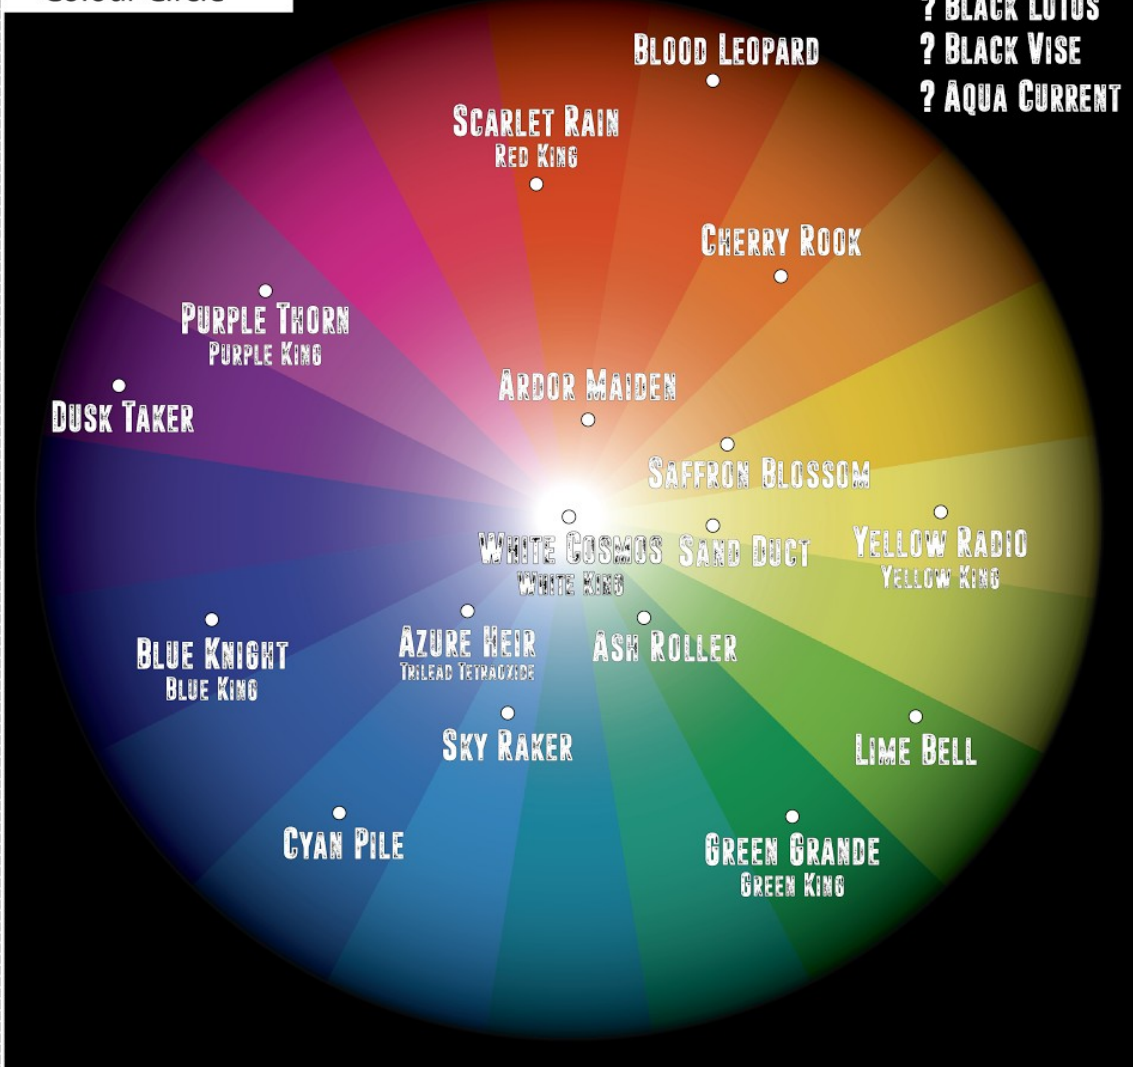 Colour Circle
? BLACK LOTUS
? BLACK VISE
? AQUA CURRENT
BLOOD LEOPARD
SCARLET RAIN
RED KING
CHERRY ROOK
PURPLE THORN
PURPLE KING
DUSK TAKER
ARDOR MAIDEN
SAFFRON BLOSSOM
WHITE COSMOS
WHITE KING
SAND DUCT
YELLOW RADIO
YELLOW KING
BLUE KNIGHT
BLUE KING
AZURE HEIR
TRILEAD TETRAOXIDE
ASH ROLLER
SKY RAKER
LIME BELL
CYAN PILE
GREEN GRANDE
GREEN KING